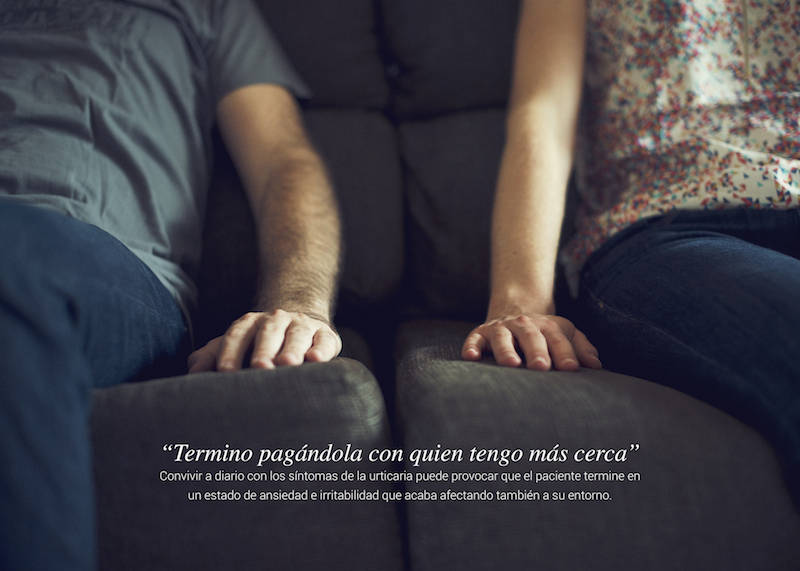 “Termino pagándola con quien tengo más cerca”
Convivir a diario con los síntomas de la urticaria puede provocar que el paciente termine en
un estado de ansiedad e irritabilidad que acaba afectando también a su entorno.